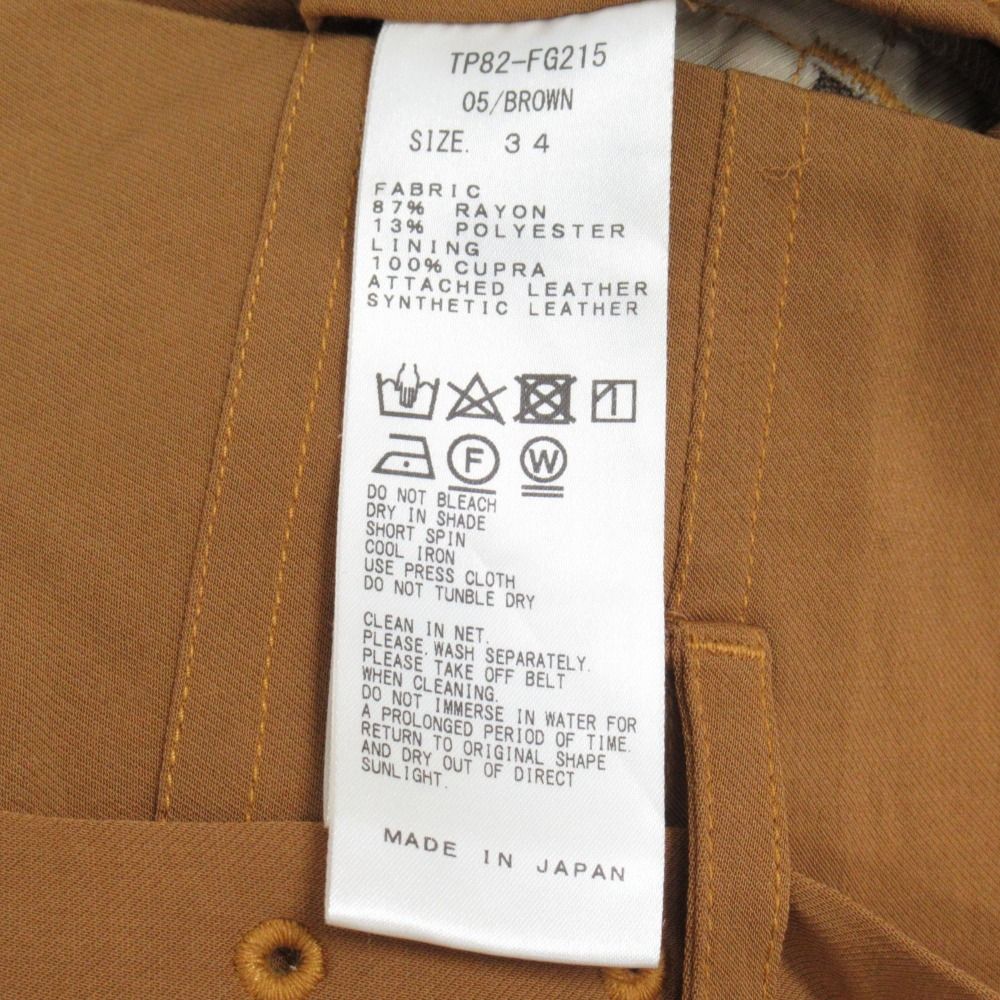 TP82-FG215
05/BROWN
SIZE. 34
FABRIC
87% RAYON
13% POLYESTER
LINING
100% CUPRA
ATTACHED LEATHER
SYNTHETIC LEATHER
F W
DO NOT BLEACH
DRY IN SHADE
SHORT SPIN
COOL IRON
USE PRESS CLOTH
DO NOT TUNBLE DRY
CLEAN IN NET.
PLEASE.WASH SEPARATELY.
PLEASE TAKE OFF BELT
WHEN CLEANING.
DO NOT IMMERSE IN WATER FOR
A PROLONGED PERIOD OF TIME.
RETURN TO ORIGINAL SHAPE
AND DRY OUT OF DIRECT
SUNLIGHT.
MADE IN JAPAN